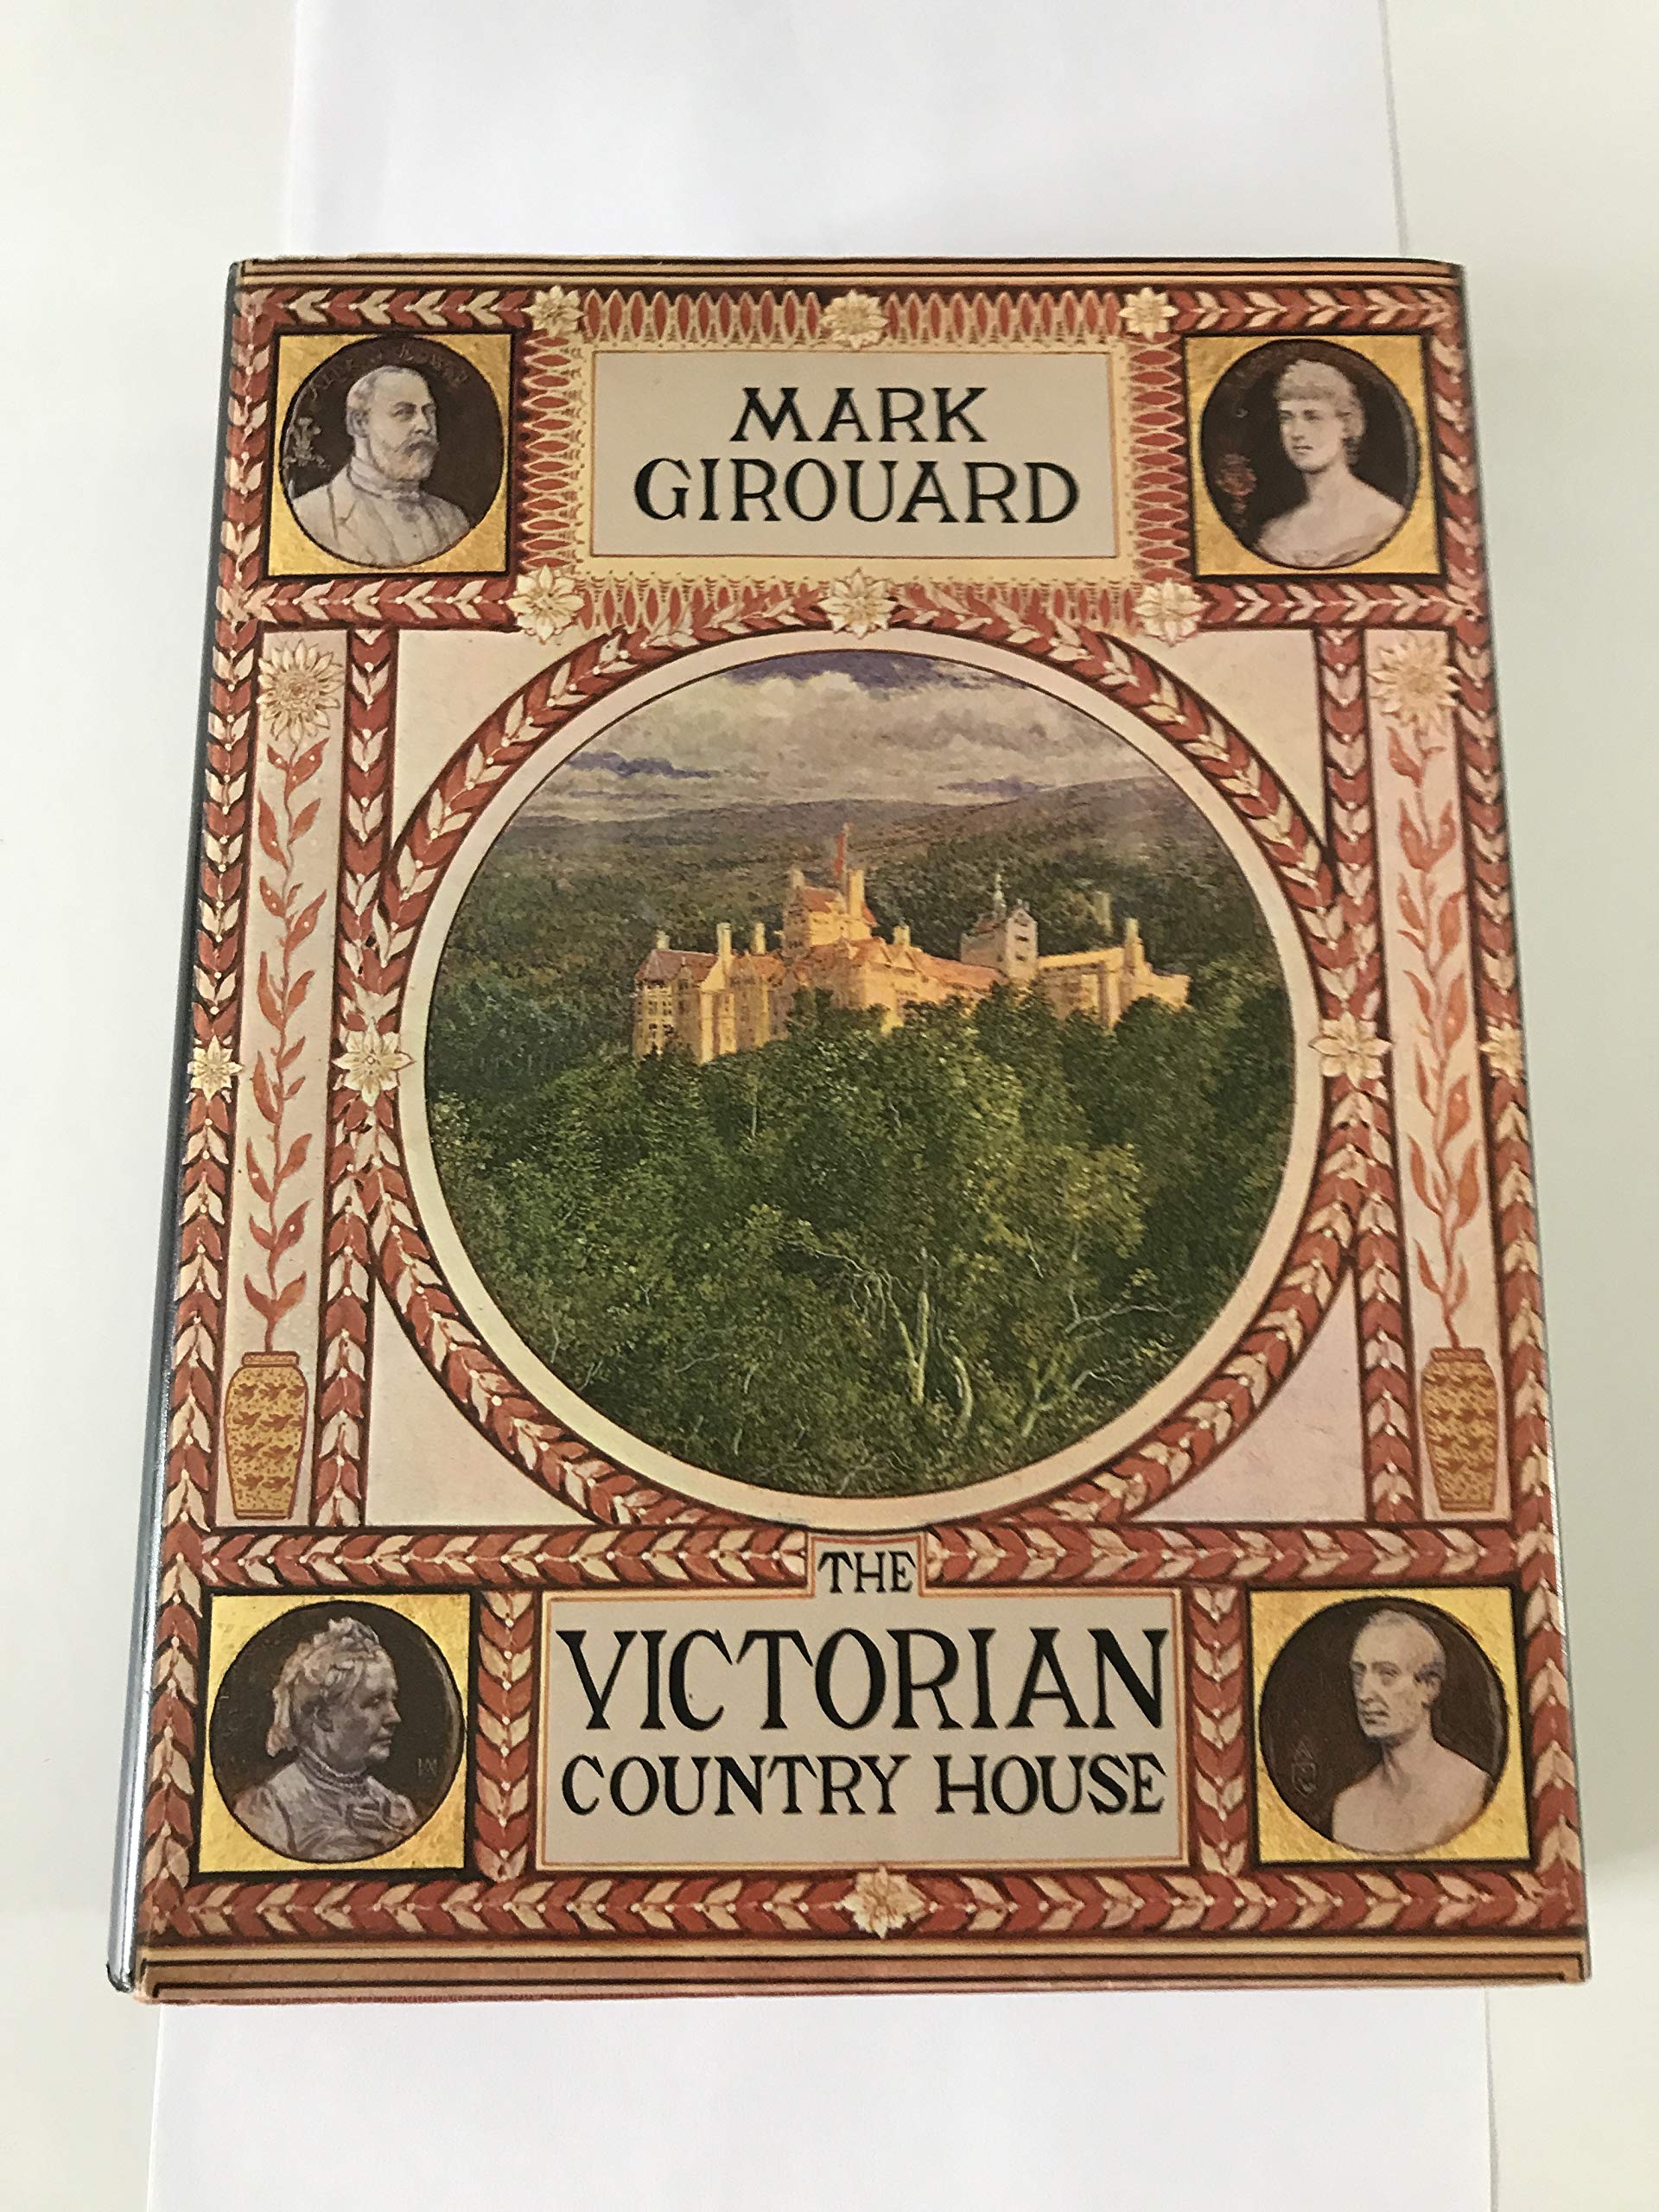 MARK
GIROUARD
THE
VICTORIAN
COUNTRY HOUSE